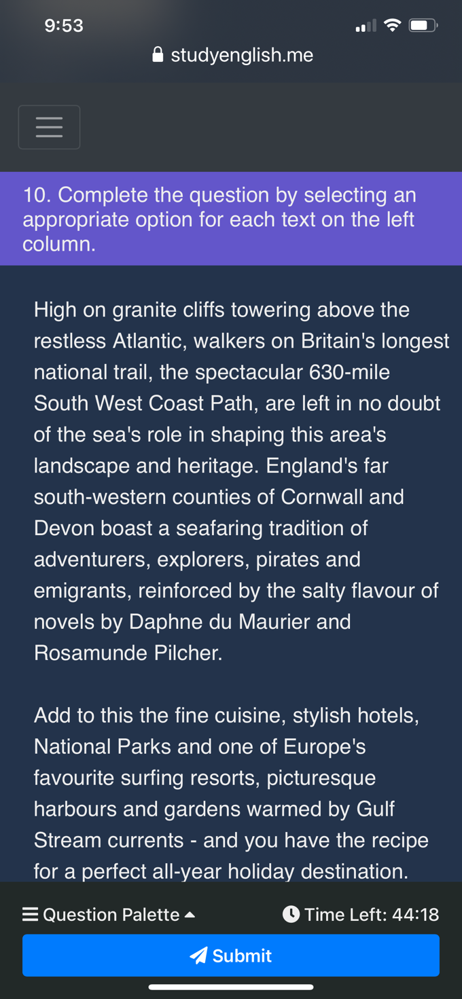 9:53
studyenglish.me
10. Complete the question by selecting an
appropriate option for each text on the left
column.
High on granite cliffs towering above the
restless Atlantic, walkers on Britain's longest
national trail, the spectacular 630-mile
South West Coast Path, are left in no doubt
of the sea's role in shaping this area's
landscape and heritage. England's far
south-western counties of Cornwall and
Devon boast a seafaring tradition of
adventurers, explorers, pirates and
emigrants, reinforced by the salty flavour of
novels by Daphne du Maurier and
Rosamunde Pilcher.
Add to this the fine cuisine, stylish hotels,
National Parks and one of Europe's
favourite surfing resorts, picturesque
harbours and gardens warmed by Gulf
Stream currents - and you have the recipe
for a perfect all-year holiday destination.
Question Palette Time Left: 44:18
Submit